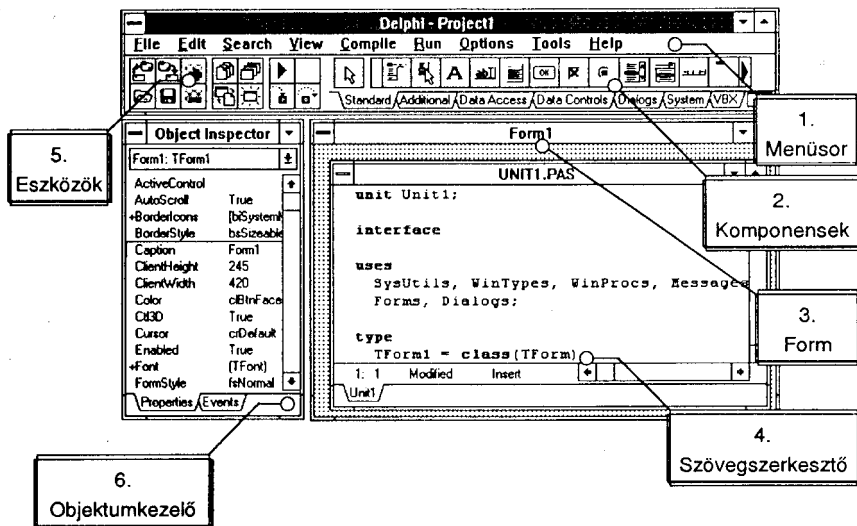 Delphi - Project1
File Edit Search View Compile Run Options Tools Help
A abI OK
Standard Additional Data Access Data Controls Dialogs System VBX
1.
Menüsor
2.
Komponensek
3.
Form
4.
Szövegszerkesztő
5.
Eszközök
6.
Objektumkezelő
Object Inspector
Form1: TForm1
ActiveControl
AutoScroll True
+BorderIcons [biSystemM
BorderStyle bsSizeable
Caption Form1
ClientHeight 245
ClientWidth 420
Color clBtnFace
Ctl3D True
Cursor crDefault
Enabled True
+Font (TFont)
FormStyle fsNormal
Properties Events
Form1
UNIT1.PAS
unit Unit1;
interface
uses
SysUtils, WinTypes, WinProcs, Messages
Forms, Dialogs;
type
TForm1 = class(TForm)
1: 1 Modified Insert
Unit1